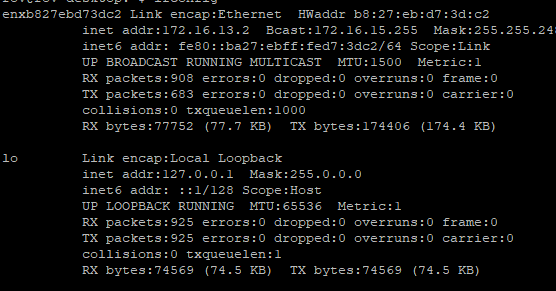 enxb827ebd73dc2 Link encap:Ethernet  HWaddr b8:27:eb:d7:3d:c2
inet addr:172.16.13.2  Bcast:172.16.15.255  Mask:255.255.24
inet6 addr: fe80::ba27:ebff:fed7:3dc2/64 Scope:Link
UP BROADCAST RUNNING MULTICAST  MTU:1500  Metric:1
RX packets:908 errors:0 dropped:0 overruns:0 frame:0
TX packets:683 errors:0 dropped:0 overruns:0 carrier:0
collisions:0 txqueuelen:1000
RX bytes:77752 (77.7 KB)  TX bytes:174406 (174.4 KB)
lo        Link encap:Local Loopback
inet addr:127.0.0.1  Mask:255.0.0.0
inet6 addr: ::1/128 Scope:Host
UP LOOPBACK RUNNING  MTU:65536  Metric:1
RX packets:925 errors:0 dropped:0 overruns:0 frame:0
TX packets:925 errors:0 dropped:0 overruns:0 carrier:0
collisions:0 txqueuelen:1
RX bytes:74569 (74.5 KB)  TX bytes:74569 (74.5 KB)